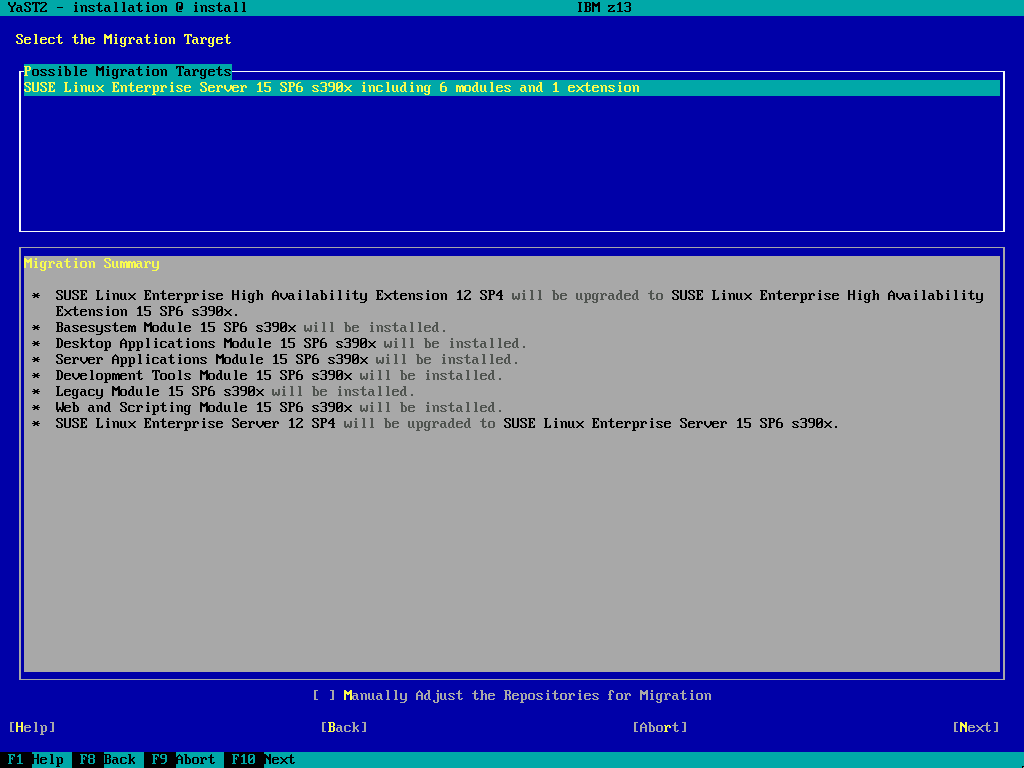 YaST2 - installation @ install IBM z13
Select the Migration Target
Possible Migration Targets
SUSE Linux Enterprise Server 15 SP6 s390x including 6 modules and 1 extension
Migration Summary
* SUSE Linux Enterprise High Availability Extension 12 SP4 will be upgraded to SUSE Linux Enterprise High Availability
Extension 15 SP6 s390x.
* Basesystem Module 15 SP6 s390x will be installed.
* Desktop Applications Module 15 SP6 s390x will be installed.
* Server Applications Module 15 SP6 s390x will be installed.
* Development Tools Module 15 SP6 s390x will be installed.
* Legacy Module 15 SP6 s390x will be installed.
* Web and Scripting Module 15 SP6 s390x will be installed.
* SUSE Linux Enterprise Server 12 SP4 will be upgraded to SUSE Linux Enterprise Server 15 SP6 s390x.
[ ] Manually Adjust the Repositories for Migration
[Help] [Back] [Abort] [Next]
F1 Help F8 Back F9 Abort F10 Next